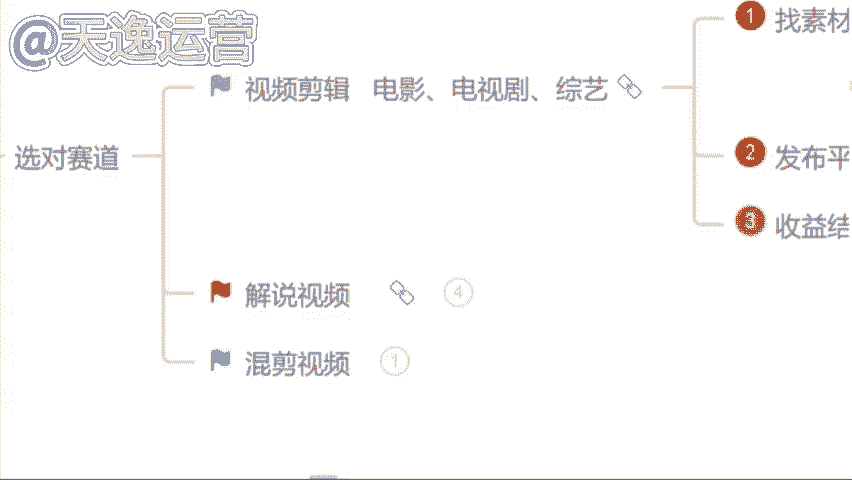 @天逸运营
选对赛道
视频剪辑 电影、电视剧、综艺
1 找素材
2 发布平
3 收益结
解说视频 4
混剪视频 1